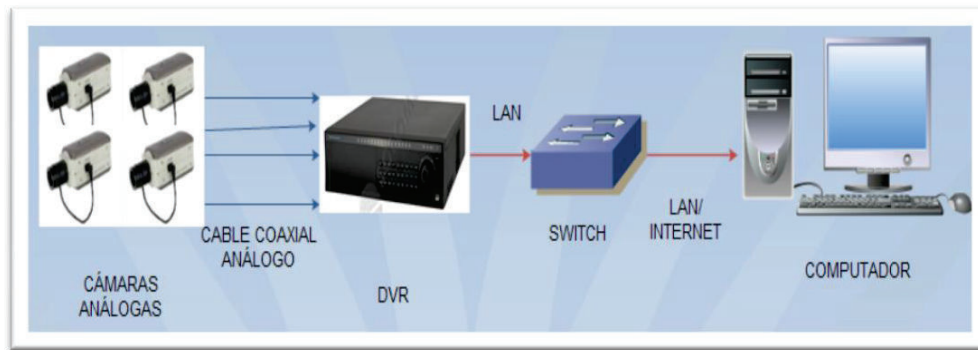 CÁMARAS
ANÁLOGAS
CABLE COAXIAL
ANÁLOGO
DVR
LAN
SWITCH
LAN/
INTERNET
COMPUTADOR